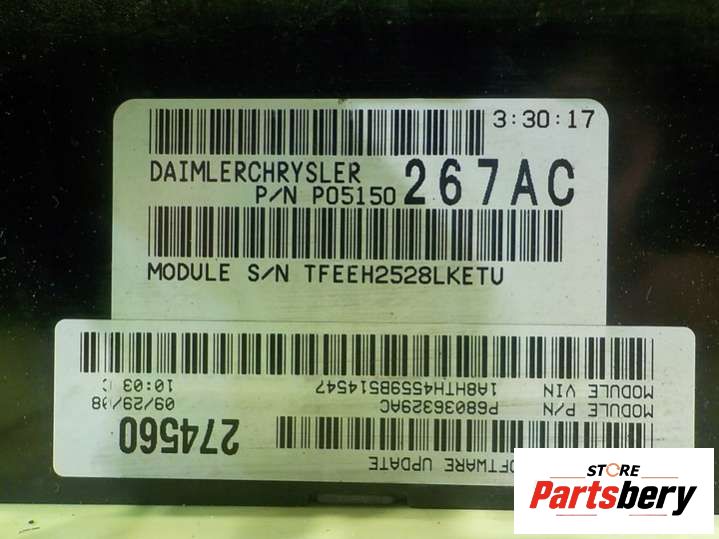 3:30:17
DAIMLERCHRYSLER
P/N P05150 267AC
MODULE S/N TFEEH2528LKETU
SOFTWARE UPDATE
274560
MODULE P/N P68036329AC
09/29/08
MODULE VIN 1A8HTH4559B514547
10:03
STORE
Partsbery